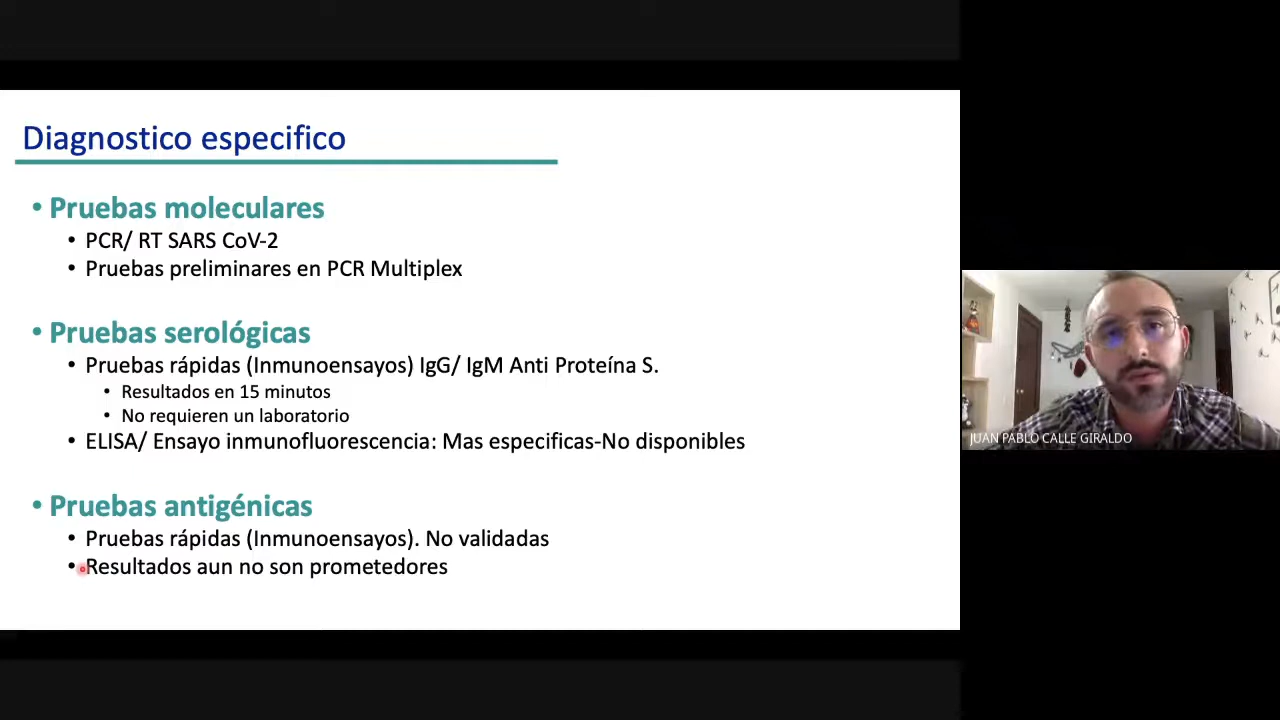 Diagnostico especifico
• Pruebas moleculares
• PCR/ RT SARS CoV-2
• Pruebas preliminares en PCR Multiplex
• Pruebas serológicas
• Pruebas rápidas (Inmunoensayos) IgG/ IgM Anti Proteína S.
• Resultados en 15 minutos
• No requieren un laboratorio
• ELISA/ Ensayo inmunofluorescencia: Mas especificas-No disponibles
• Pruebas antigénicas
• Pruebas rápidas (Inmunoensayos). No validadas
• Resultados aun no son prometedores
JUAN PABLO CALLE GIRALDO